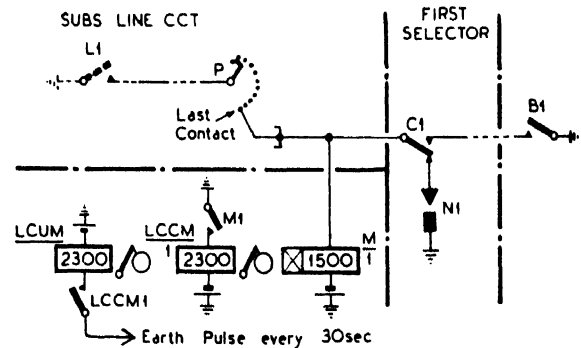 SUBS LINE CCT
FIRST
SELECTOR
L1
P
Last
Contact
C1
B1
M1
N1
LCUM
2300
LCCM
1
2300
M
1
1500
LCCM1
Earth Pulse every 30sec